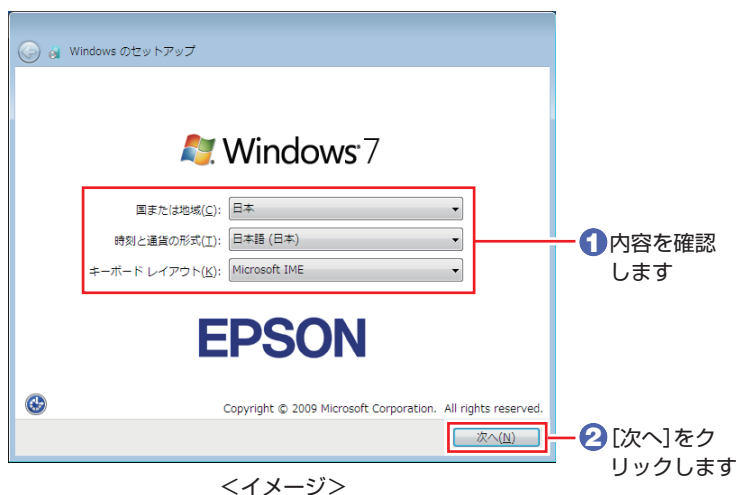 Windows のセットアップ
Windows 7
国または地域(C): 日本
時刻と通貨の形式(T): 日本語 (日本)
キーボード レイアウト(K): Microsoft IME
1 内容を確認
します
EPSON
Copyright © 2009 Microsoft Corporation. All rights reserved.
次へ(N)
2 [次へ]をク
リックします
<イメージ>